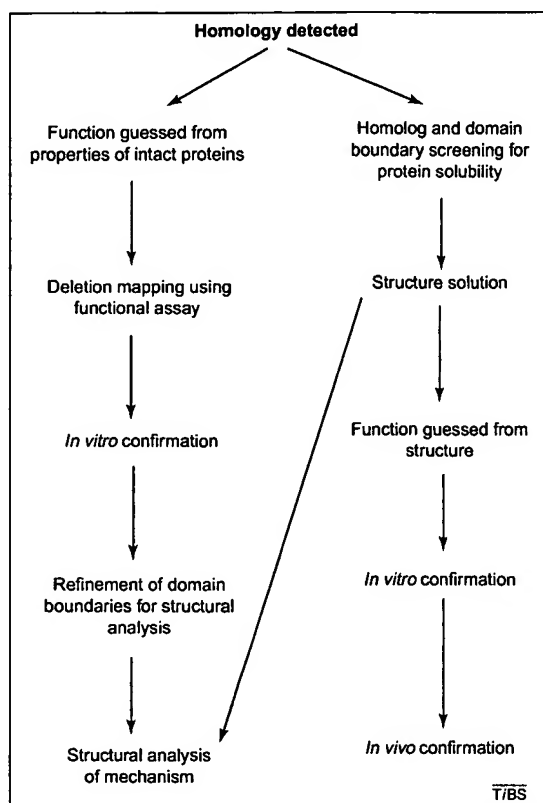 Homology detected
Function guessed from
properties of intact proteins
Deletion mapping using
functional assay
In vitro confirmation
Refinement of domain
boundaries for structural
analysis
Structural analysis
of mechanism
Homolog and domain
boundary screening for
protein solubility
Structure solution
Function guessed from
structure
In vitro confirmation
In vivo confirmation
TiBS